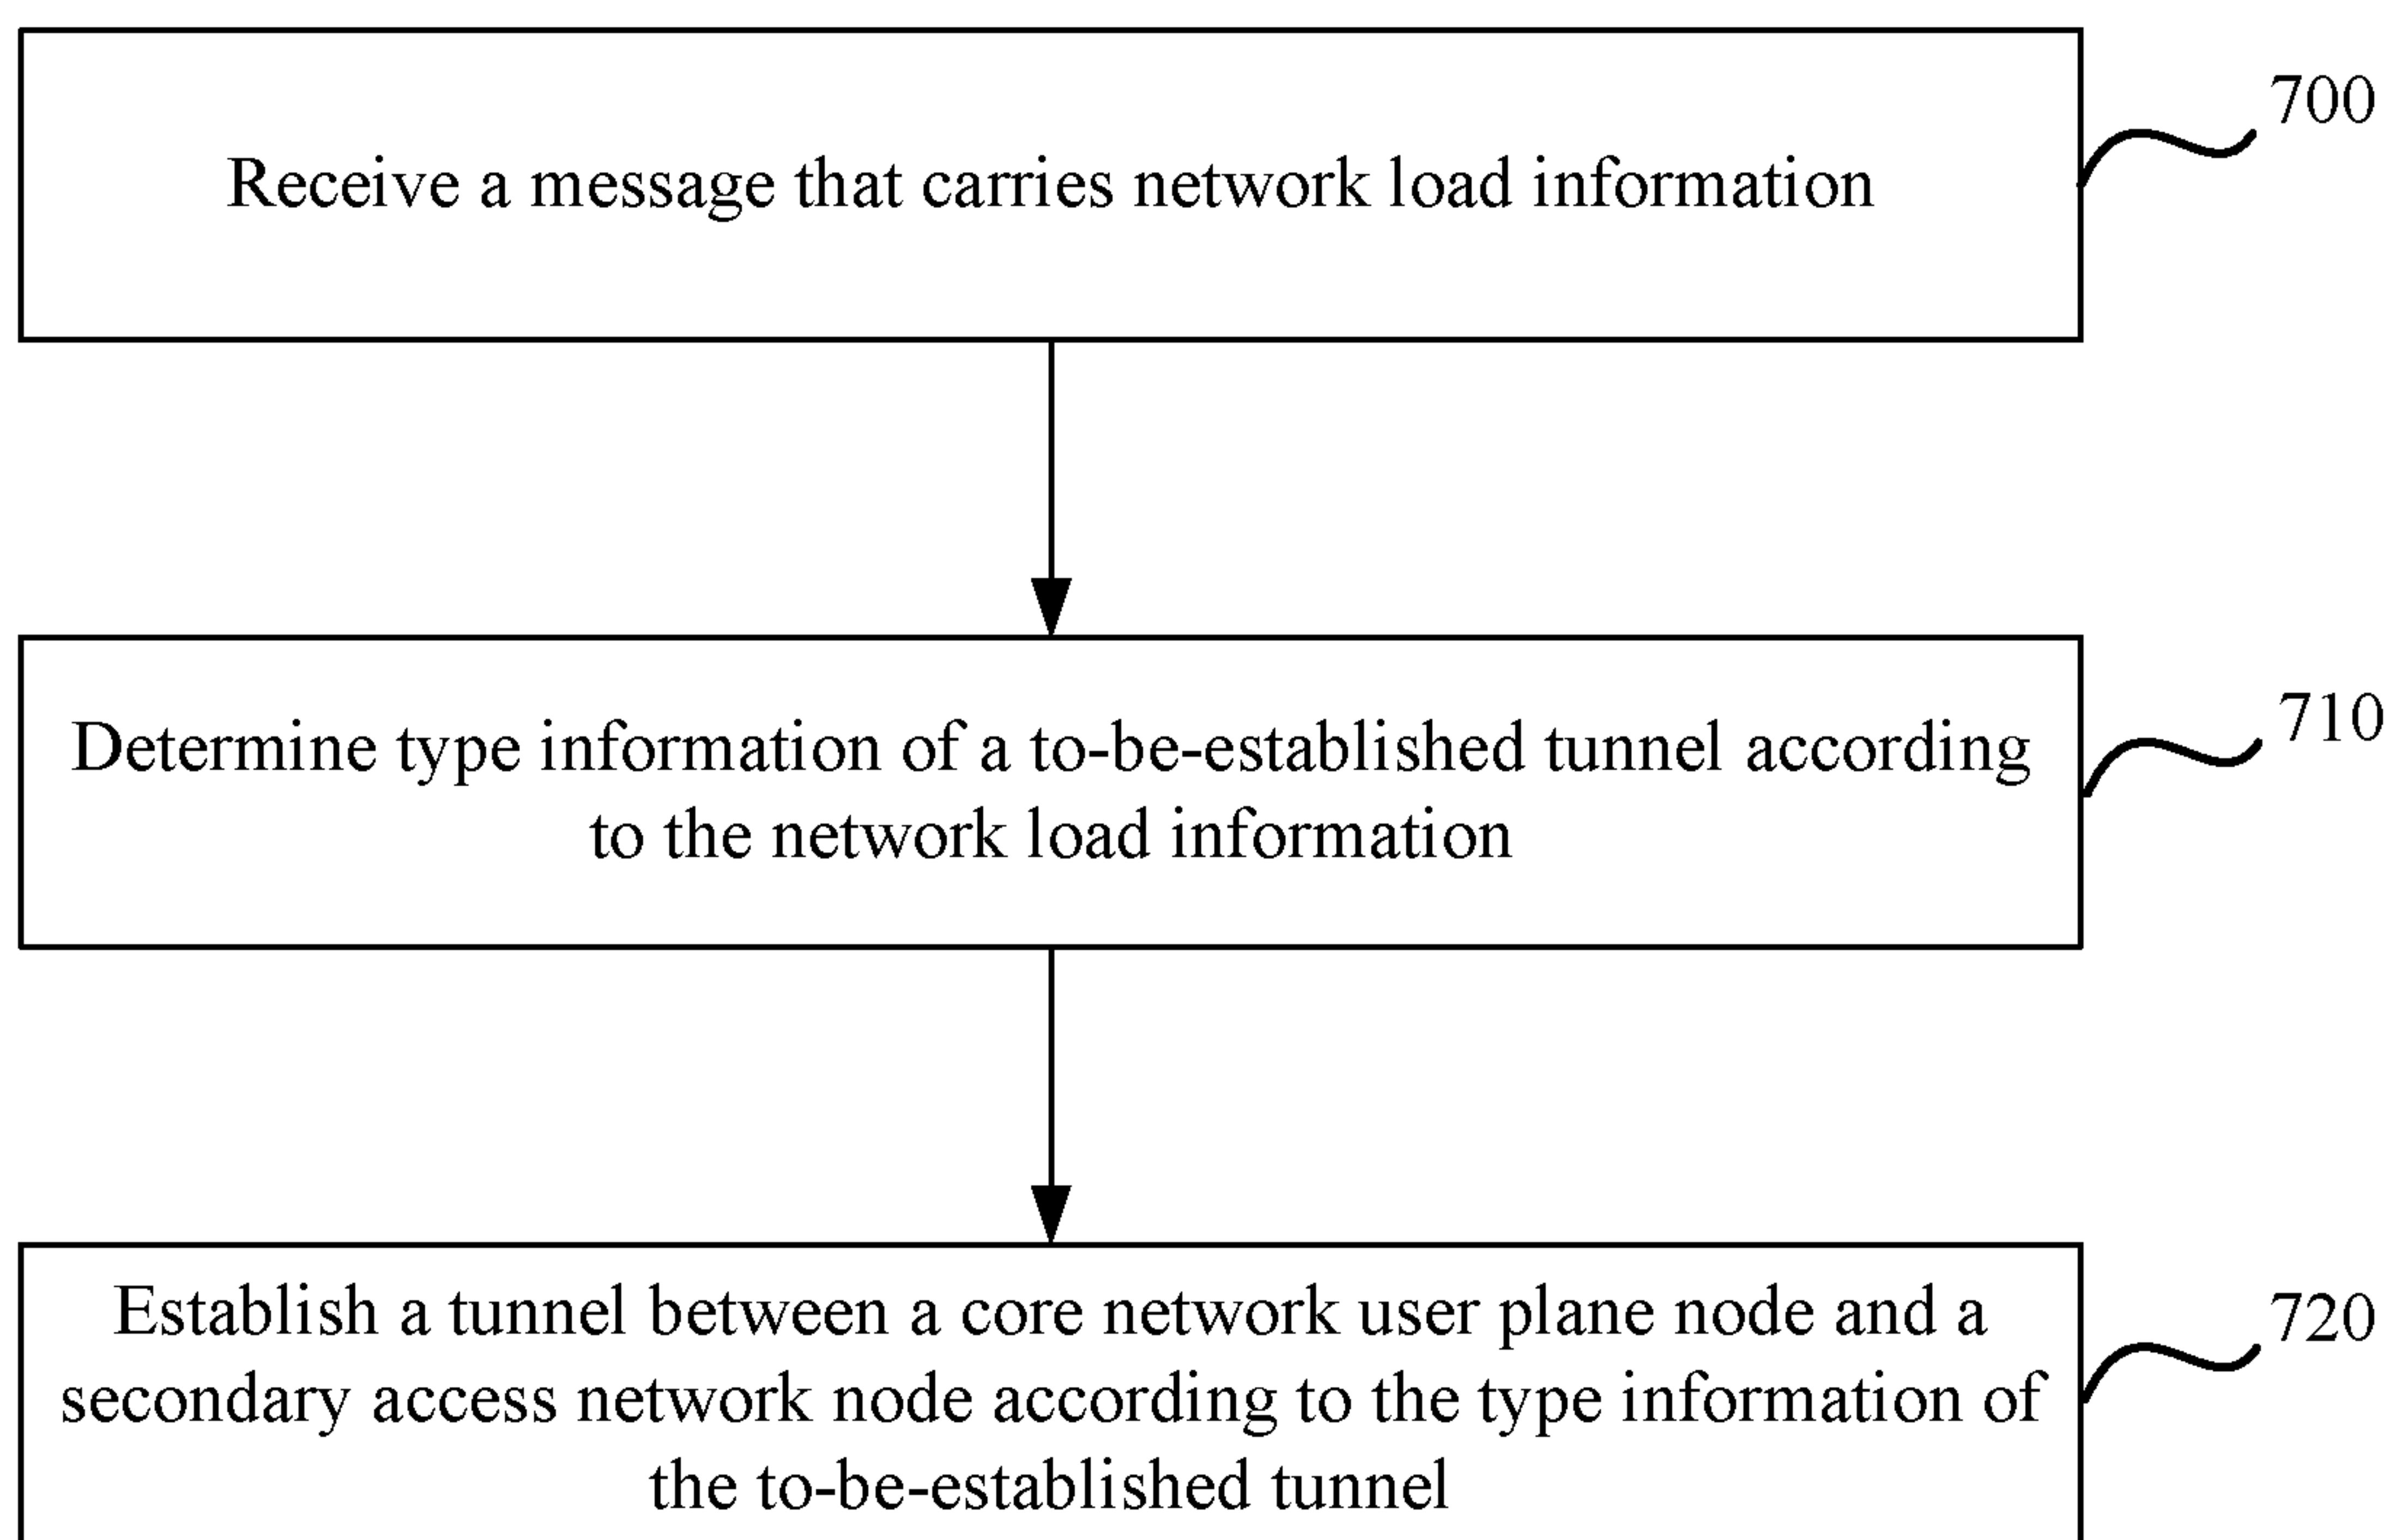 700
Receive a message that carries network load information
710
Determine type information of a to-be-established tunnel according
to the network load information
720
Establish a tunnel between a core network user plane node and a
secondary access network node according to the type information of
the to-be-established tunnel